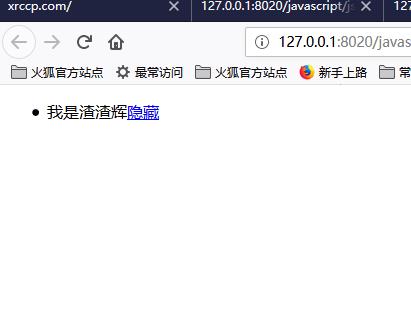 xrccp.com/ 127.0.0.1:8020/javascript/js 127
127.0.0.1:8020/javas
火狐官方站点 最常访问 火狐官方站点 新手上路 常
我是渣渣辉隐藏